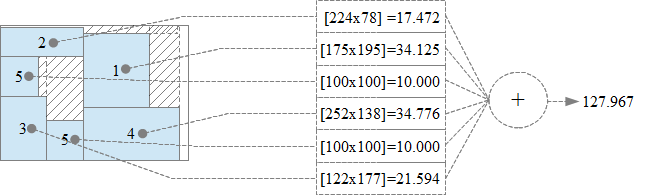 2
1
5
3
5
4
[224x78] =17.472
[175x195] =34.125
[100x100]=10.000
[252x138]=34.776
[100x100]=10.000
[122x177]=21.594
+
127.967